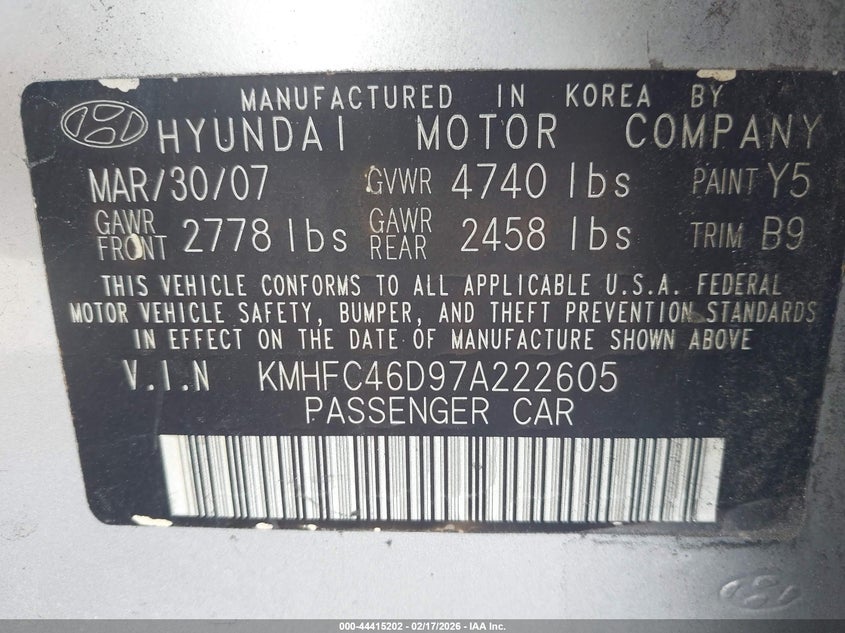 MANUFACTURED IN KOREA BY
HYUNDAI MOTOR COMPANY
MAR/30/07 GVWR 4740 lbs PAINT Y5
GAWR FRONT 2778 lbs GAWR REAR 2458 lbs TRIM B9
THIS VEHICLE CONFORMS TO ALL APPLICABLE U.S.A. FEDERAL
MOTOR VEHICLE SAFETY, BUMPER, AND THEFT PREVENTION STANDARDS
IN EFFECT ON THE DATE OF MANUFACTURE SHOWN ABOVE
V.I.N KMHFC46D97A222605
PASSENGER CAR
000-44415202 - 02/17/2026 - IAA Inc.